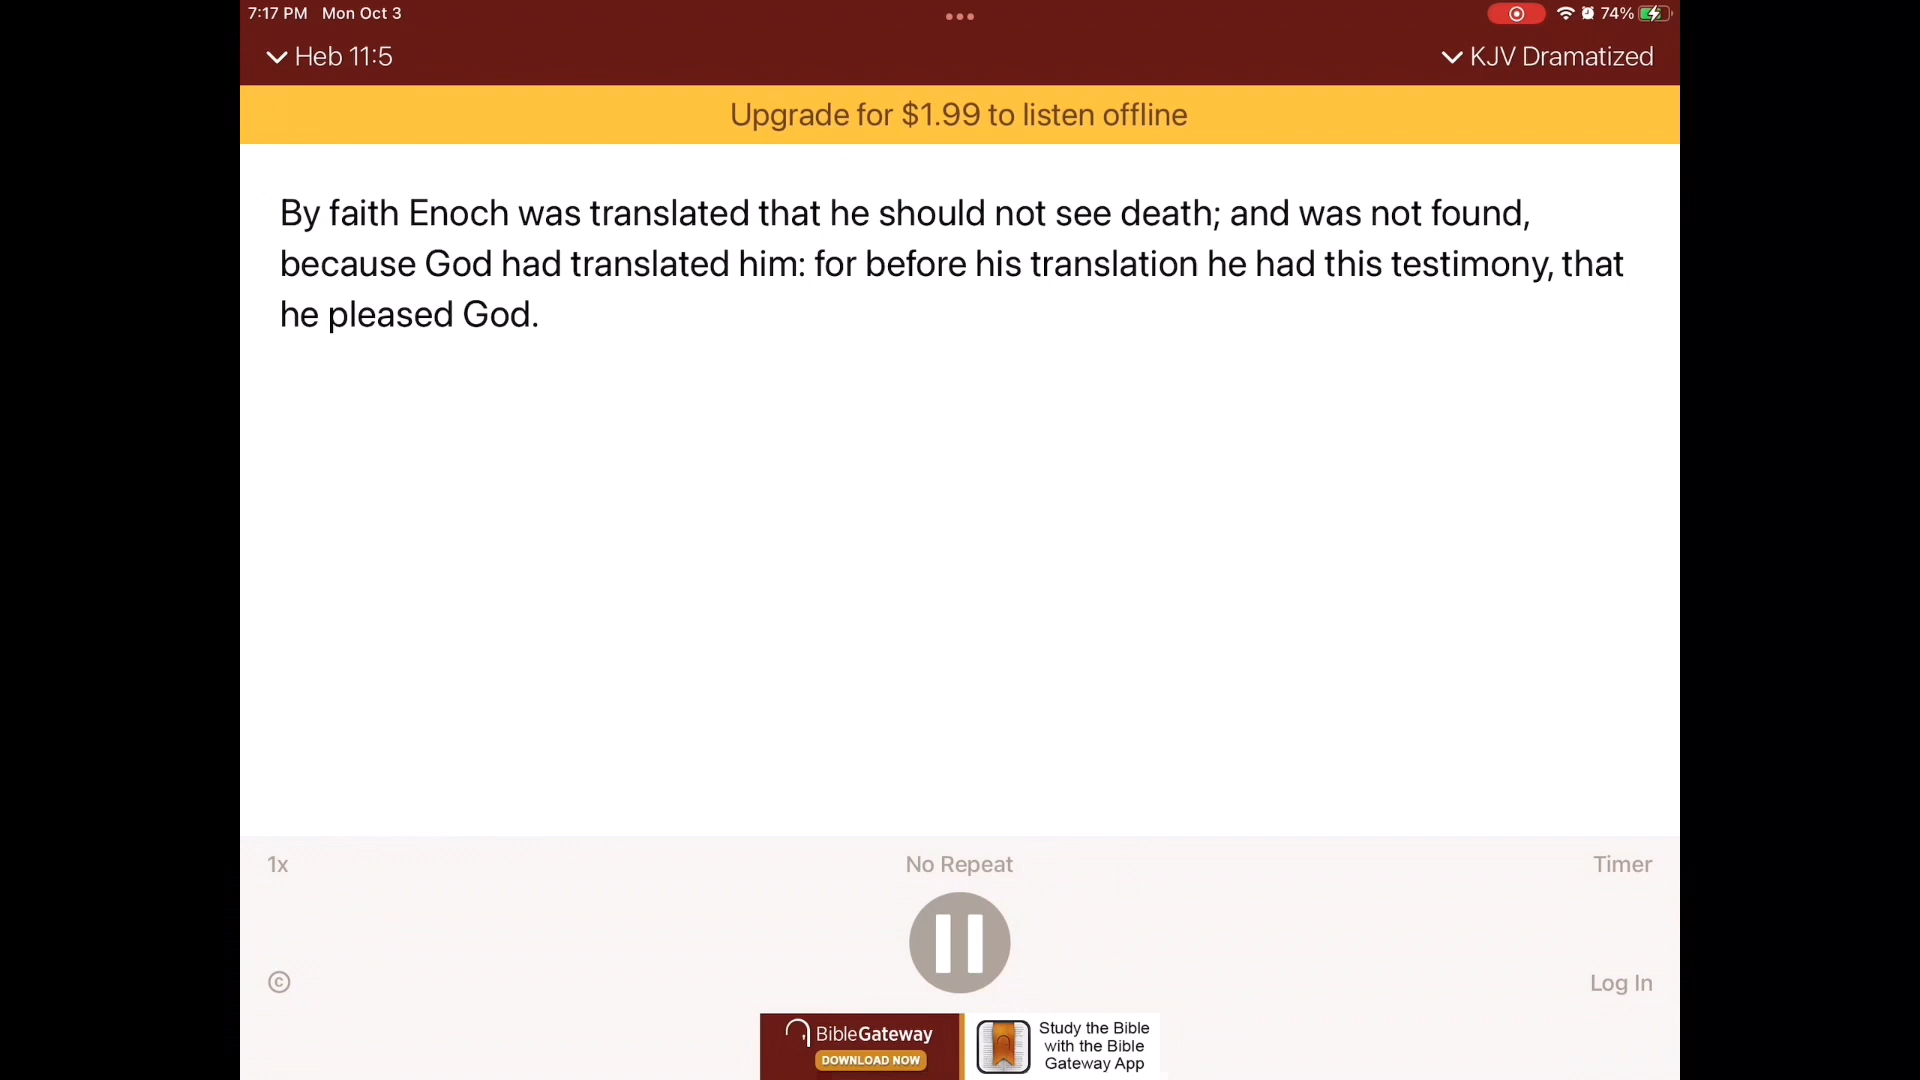 7:17 PM Mon Oct 3
74%
Heb 11:5
KJV Dramatized
Upgrade for $1.99 to listen offline
By faith Enoch was translated that he should not see death; and was not found,
because God had translated him: for before his translation he had this testimony, that
he pleased God.
1x
No Repeat
Timer
©
Log In
BibleGateway
DOWNLOAD NOW
Study the Bible
with the Bible
Gateway App